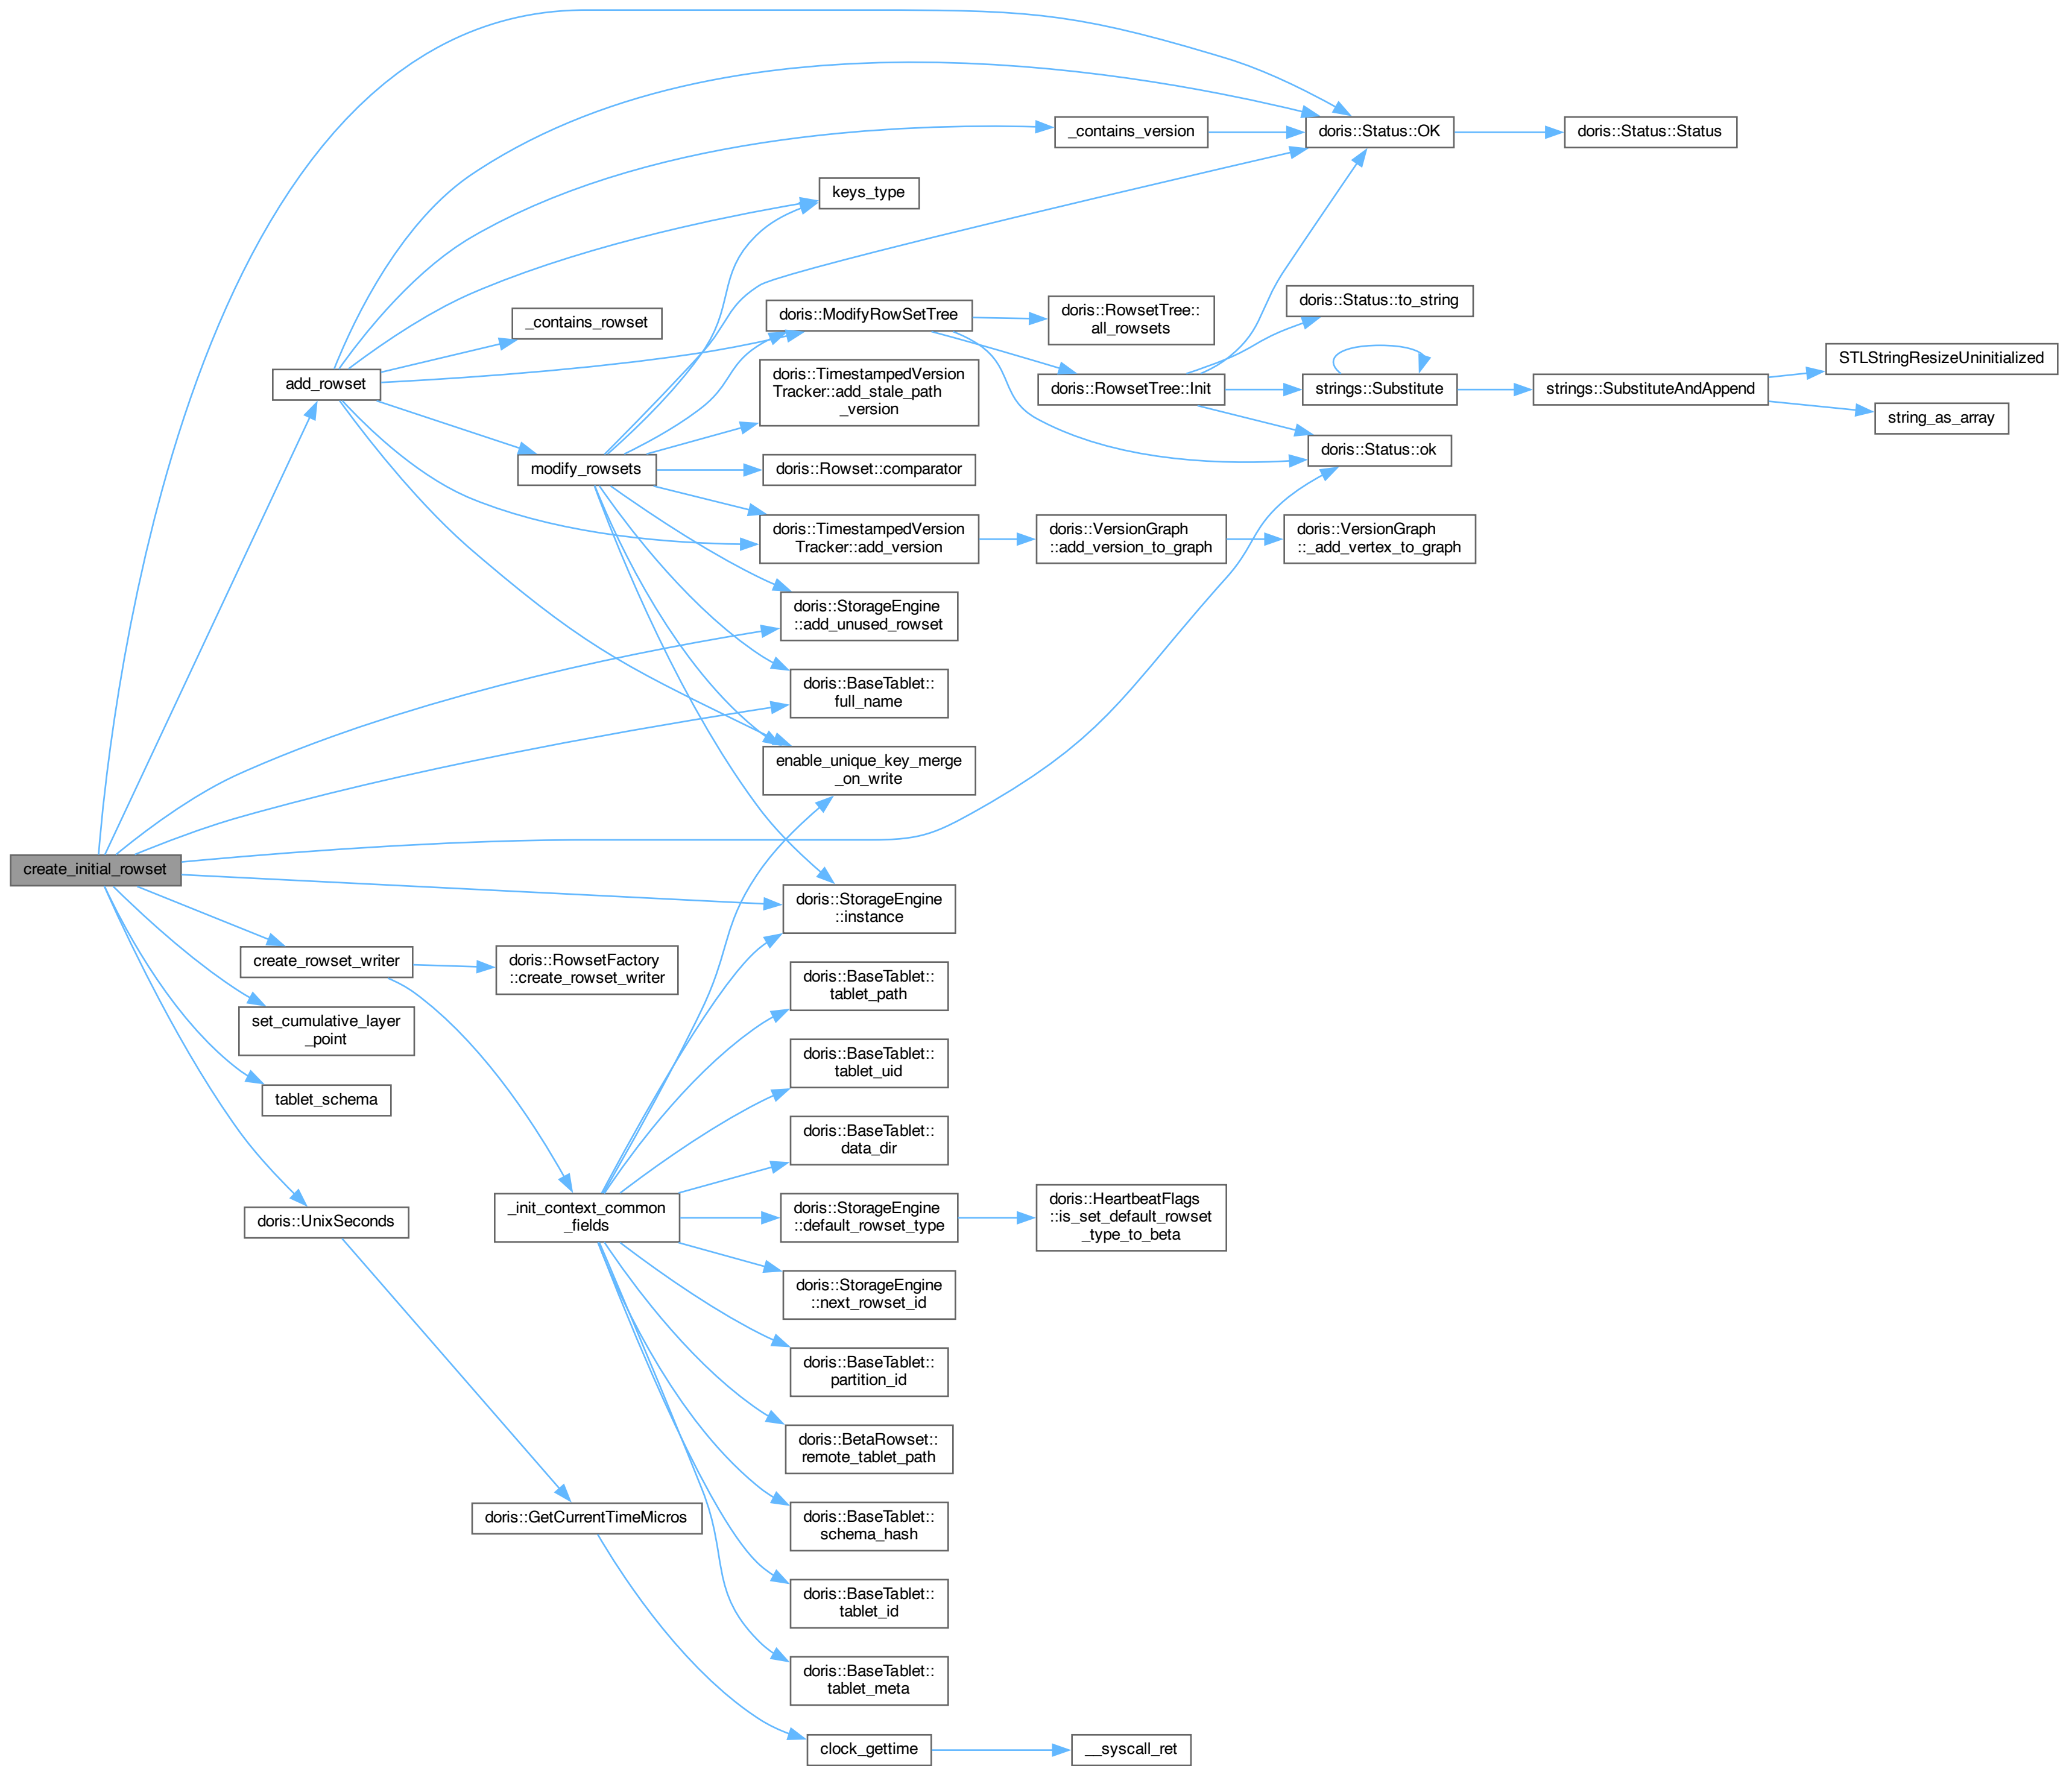 _contains_version
doris::Status::OK
doris::Status::Status
keys_type
doris::Status::to_string
_contains_rowset
doris::ModifyRowSetTree
doris::RowsetTree::
all_rowsets
STLStringResizeUninitialized
add_rowset
doris::TimestampedVersion
Tracker::add_stale_path
_version
doris::RowsetTree::Init
strings::Substitute
strings::SubstituteAndAppend
string_as_array
doris::Status::ok
modify_rowsets
doris::Rowset::comparator
doris::TimestampedVersion
Tracker::add_version
doris::VersionGraph
::add_version_to_graph
doris::VersionGraph
::_add_vertex_to_graph
doris::StorageEngine
::add_unused_rowset
doris::BaseTablet::
full_name
enable_unique_key_merge
_on_write
create_initial_rowset
doris::StorageEngine
::instance
create_rowset_writer
doris::RowsetFactory
::create_rowset_writer
doris::BaseTablet::
tablet_path
set_cumulative_layer
_point
doris::BaseTablet::
tablet_uid
tablet_schema
doris::BaseTablet::
data_dir
doris::UnixSeconds
_init_context_common
_fields
doris::StorageEngine
::default_rowset_type
doris::HeartbeatFlags
::is_set_default_rowset
_type_to_beta
doris::StorageEngine
::next_rowset_id
doris::BaseTablet::
partition_id
doris::BetaRowset::
remote_tablet_path
doris::GetCurrentTimeMicros
doris::BaseTablet::
schema_hash
doris::BaseTablet::
tablet_id
doris::BaseTablet::
tablet_meta
clock_gettime
__syscall_ret